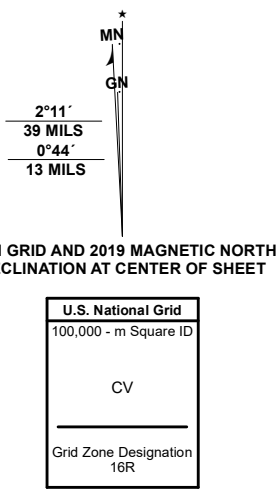 MN
GN
2°11´
39 MILS
0°44´
13 MILS
GRID AND 2019 MAGNETIC NORTH
CLINATION AT CENTER OF SHEET
U.S. National Grid
100,000 - m Square ID
CV
Grid Zone Designation
16R